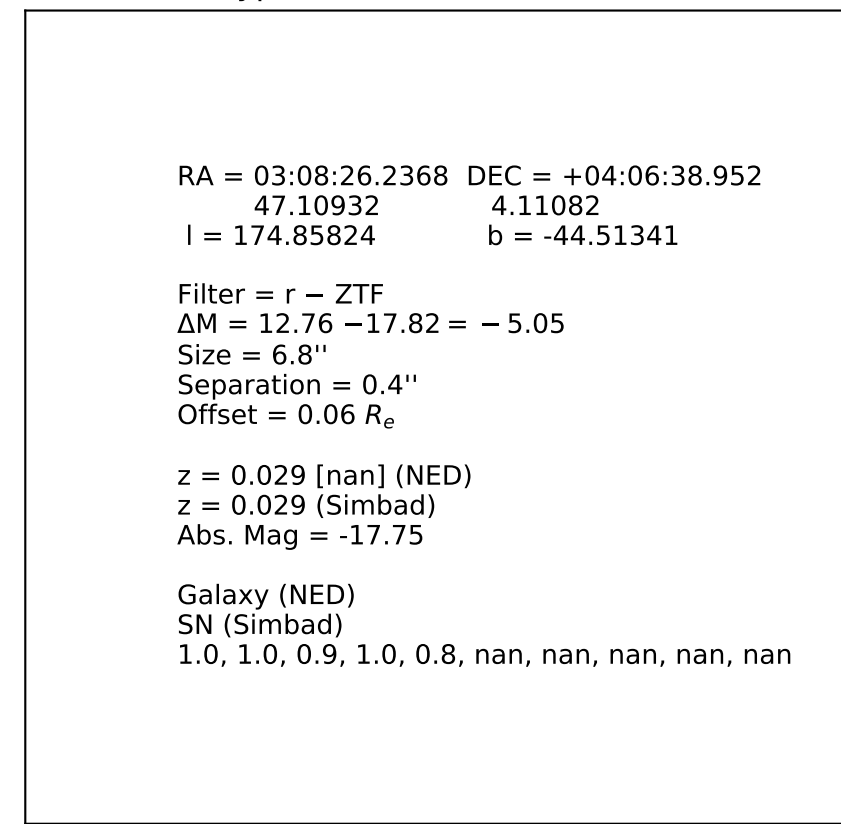 RA = 03:08:26.2368 DEC = +04:06:38.952
47.10932 4.11082
l = 174.85824 b = -44.51341
Filter = r − ZTF
ΔM = 12.76 −17.82 = − 5.05
Size = 6.8''
Separation = 0.4''
Offset = 0.06 Rₑ
z = 0.029 [nan] (NED)
z = 0.029 (Simbad)
Abs. Mag = -17.75
Galaxy (NED)
SN (Simbad)
1.0, 1.0, 0.9, 1.0, 0.8, nan, nan, nan, nan, nan